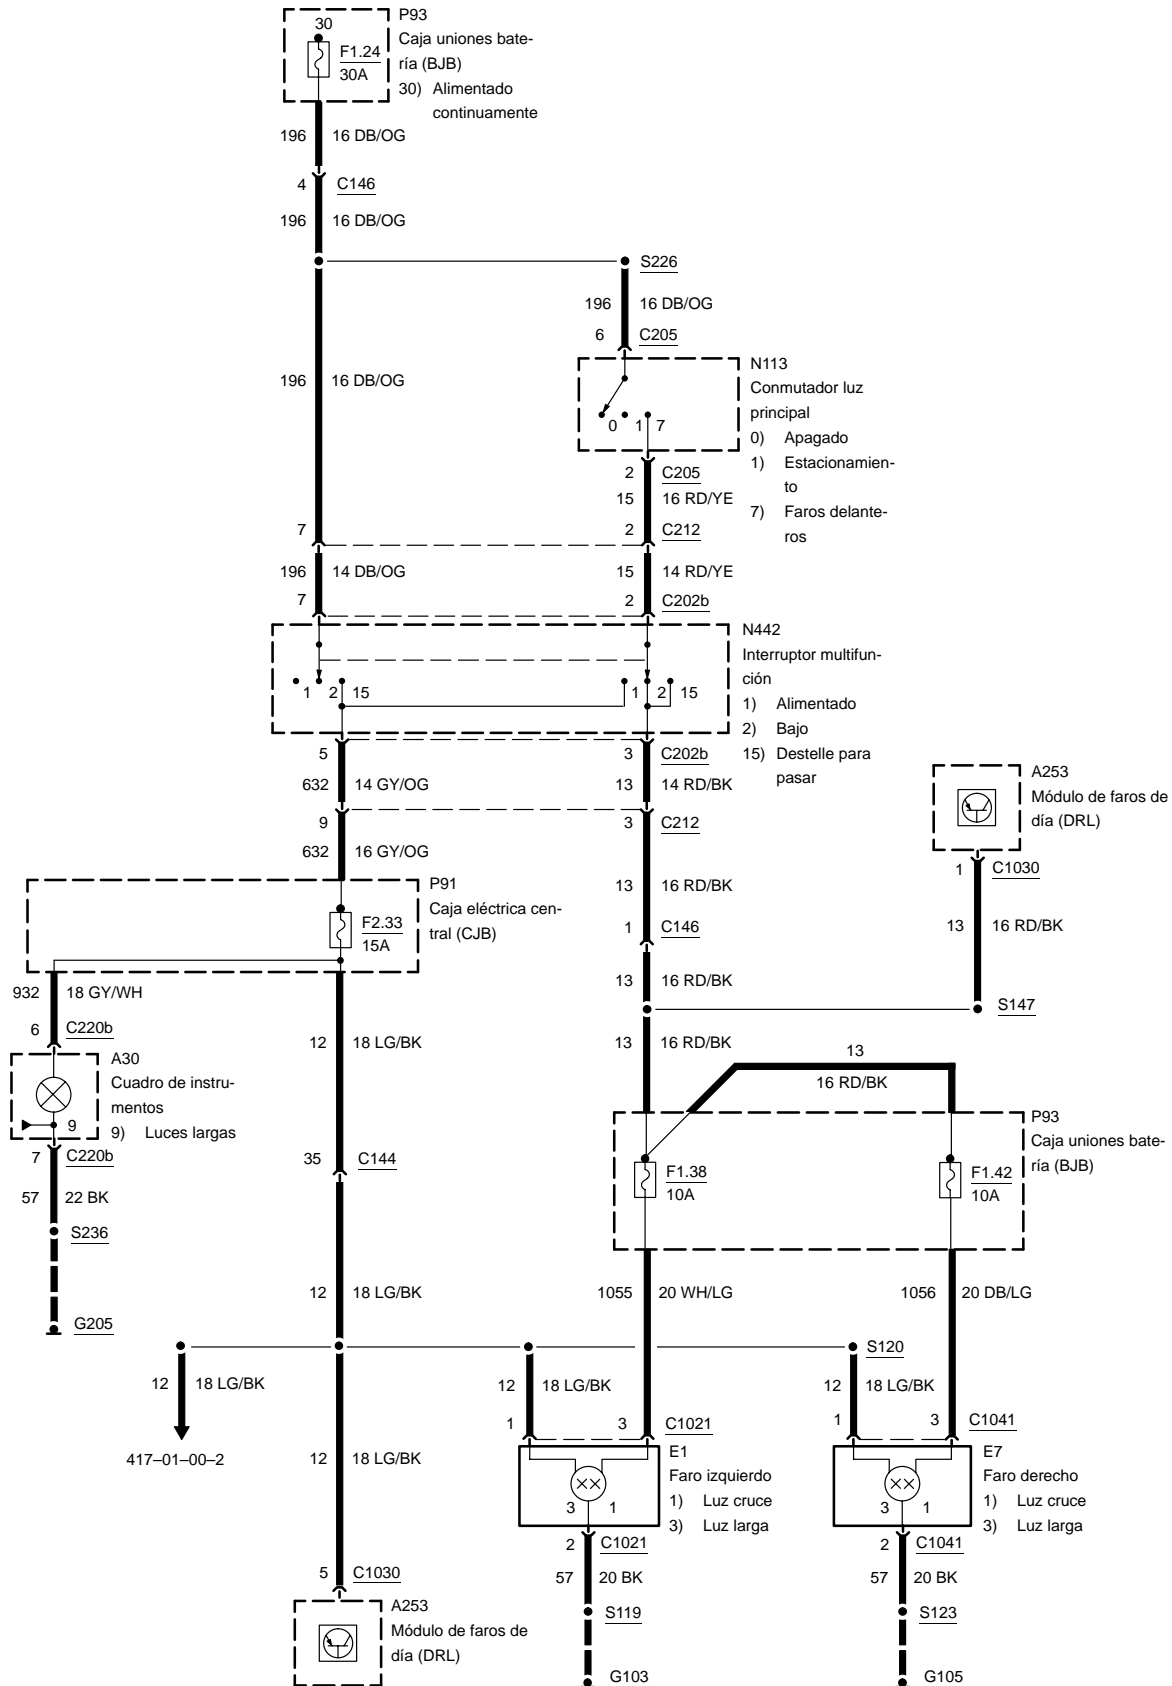 30
F1.24
30A
P93
Caja uniones bate-
ría (BJB)
30) Alimentado
continuamente
196 16 DB/OG
4 C146
196 16 DB/OG
S226
196 16 DB/OG
6 C205
196 16 DB/OG
0 1 7
N113
Conmutador luz
principal
0) Apagado
1) Estacionamien-
to
7) Faros delante-
ros
2 C205
15 16 RD/YE
7 2 C212
196 14 DB/OG 15 14 RD/YE
7 2 C202b
1 2 15 1 2 15
N442
Interruptor multifun-
ción
1) Alimentado
2) Bajo
15) Destelle para
pasar
5 3 C202b
632 14 GY/OG 13 14 RD/BK
9 3 C212
632 16 GY/OG
A253
Módulo de faros de
día (DRL)
1 C1030
13 16 RD/BK
P91
Caja eléctrica cen-
tral (CJB)
F2.33
15A
13 16 RD/BK
1 C146
13 16 RD/BK
S147
932 18 GY/WH
6 C220b
A30
Cuadro de instru-
mentos
9) Luces largas
9
7 C220b
57 22 BK
S236
G205
12 18 LG/BK
35 C144
13 16 RD/BK
13
16 RD/BK
P93
Caja uniones bate-
ría (BJB)
F1.38
10A
F1.42
10A
12 18 LG/BK
1055 20 WH/LG
1056 20 DB/LG
S120
12 18 LG/BK
417–01–00–2
12 18 LG/BK
12 18 LG/BK
12 18 LG/BK
1 3 C1021
E1
Faro izquierdo
1) Luz cruce
3) Luz larga
3 1
2 C1021
57 20 BK
S119
G103
1 3 C1041
E7
Faro derecho
1) Luz cruce
3) Luz larga
3 1
2 C1041
57 20 BK
S123
G105
5 C1030
A253
Módulo de faros de
día (DRL)